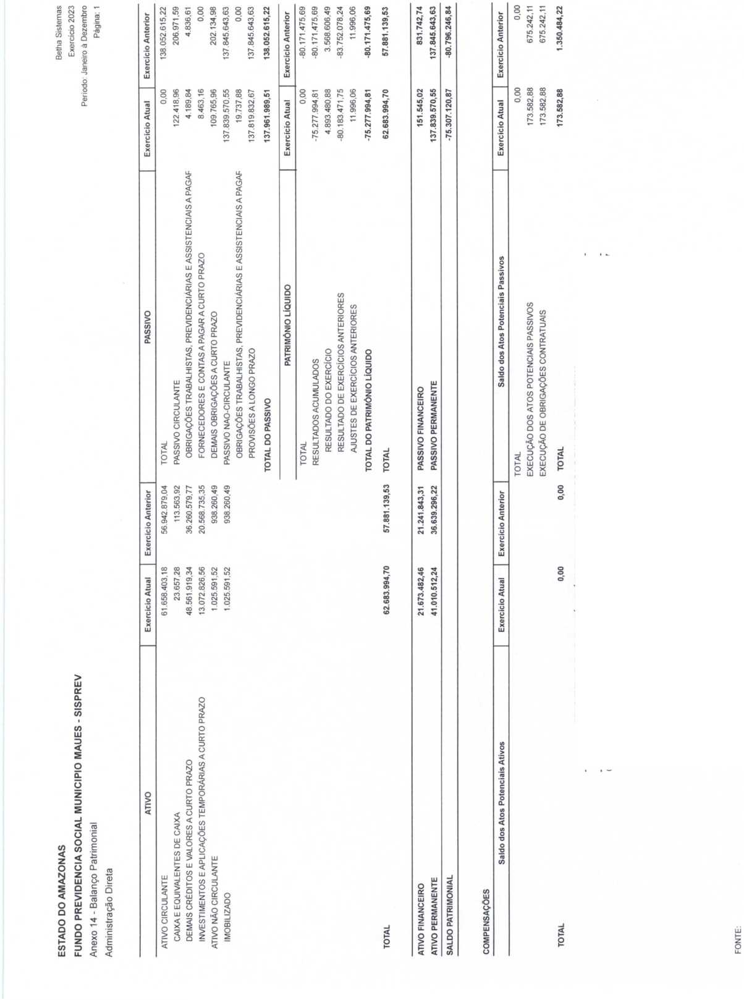 Betha Sistemas
Exercício 2023
Período: Janeiro à Dezembro
Página: 1
ESTADO DO AMAZONAS
FUNDO PREVIDENCIA SOCIAL MUNICIPIO MAUES - SISPREV
Anexo 14 - Balanço Patrimonial
Administração Direta
ATIVO Exercício Atual Exercício Anterior PASSIVO Exercício Atual Exercício Anterior
ATIVO CIRCULANTE 61.658.403,18 56.942.879,04 TOTAL 0,00 138.052.615,22
CAIXA E EQUIVALENTES DE CAIXA 23.657,28 113.563,92 PASSIVO CIRCULANTE 122.418,96 206.971,59
DEMAIS CRÉDITOS E VALORES A CURTO PRAZO 48.561.919,34 36.260.579,77 OBRIGAÇÕES TRABALHISTAS, PREVIDENCIÁRIAS E ASSISTENCIAIS A PAGAR 4.189,84 4.836,61
INVESTIMENTOS E APLICAÇÕES TEMPORÁRIAS A CURTO PRAZO 13.072.826,56 20.568.735,35 FORNECEDORES E CONTAS A PAGAR A CURTO PRAZO 8.463,16 0,00
ATIVO NÃO CIRCULANTE 1.025.591,52 938.260,49 DEMAIS OBRIGAÇÕES A CURTO PRAZO 109.765,96 202.134,98
IMOBILIZADO 1.025.591,52 938.260,49 PASSIVO NAO-CIRCULANTE 137.839.570,55 137.845.643,63
OBRIGAÇÕES TRABALHISTAS, PREVIDENCIÁRIAS E ASSISTENCIAIS A PAGAR 19.737,88 0,00
PROVISÕES A LONGO PRAZO 137.819.832,67 137.845.643,63
TOTAL DO PASSIVO 137.961.989,51 138.052.615,22
PATRIMÔNIO LÍQUIDO Exercício Atual Exercício Anterior
TOTAL 0,00 -80.171.475,69
RESULTADOS ACUMULADOS -75.277.994,81 -80.171.475,69
RESULTADO DO EXERCÍCIO 4.893.480,88 3.568.606,49
RESULTADO DE EXERCÍCIOS ANTERIORES -80.183.471,75 -83.752.078,24
AJUSTES DE EXERCÍCIOS ANTERIORES 11.996,06 11.996,06
TOTAL DO PATRIMÔNIO LÍQUIDO -75.277.994,81 -80.171.475,69
TOTAL 62.683.994,70 57.881.139,53 TOTAL 62.683.994,70 57.881.139,53
ATIVO FINANCEIRO 21.673.482,46 21.241.843,31 PASSIVO FINANCEIRO 151.545,02 831.742,74
ATIVO PERMANENTE 41.010.512,24 36.639.296,22 PASSIVO PERMANENTE 137.839.570,55 137.845.643,63
SALDO PATRIMONIAL -75.307.120,87 -80.796.246,84
COMPENSAÇÕES
Saldo dos Atos Potenciais Ativos Exercício Atual Exercício Anterior Saldo dos Atos Potenciais Passivos Exercício Atual Exercício Anterior
TOTAL 0,00 0,00
EXECUÇÃO DOS ATOS POTENCIAIS PASSIVOS 173.582,88 675.242,11
EXECUÇÃO DE OBRIGAÇÕES CONTRATUAIS 173.582,88 675.242,11
TOTAL 0,00 0,00 TOTAL 173.582,88 1.350.484,22
FONTE: